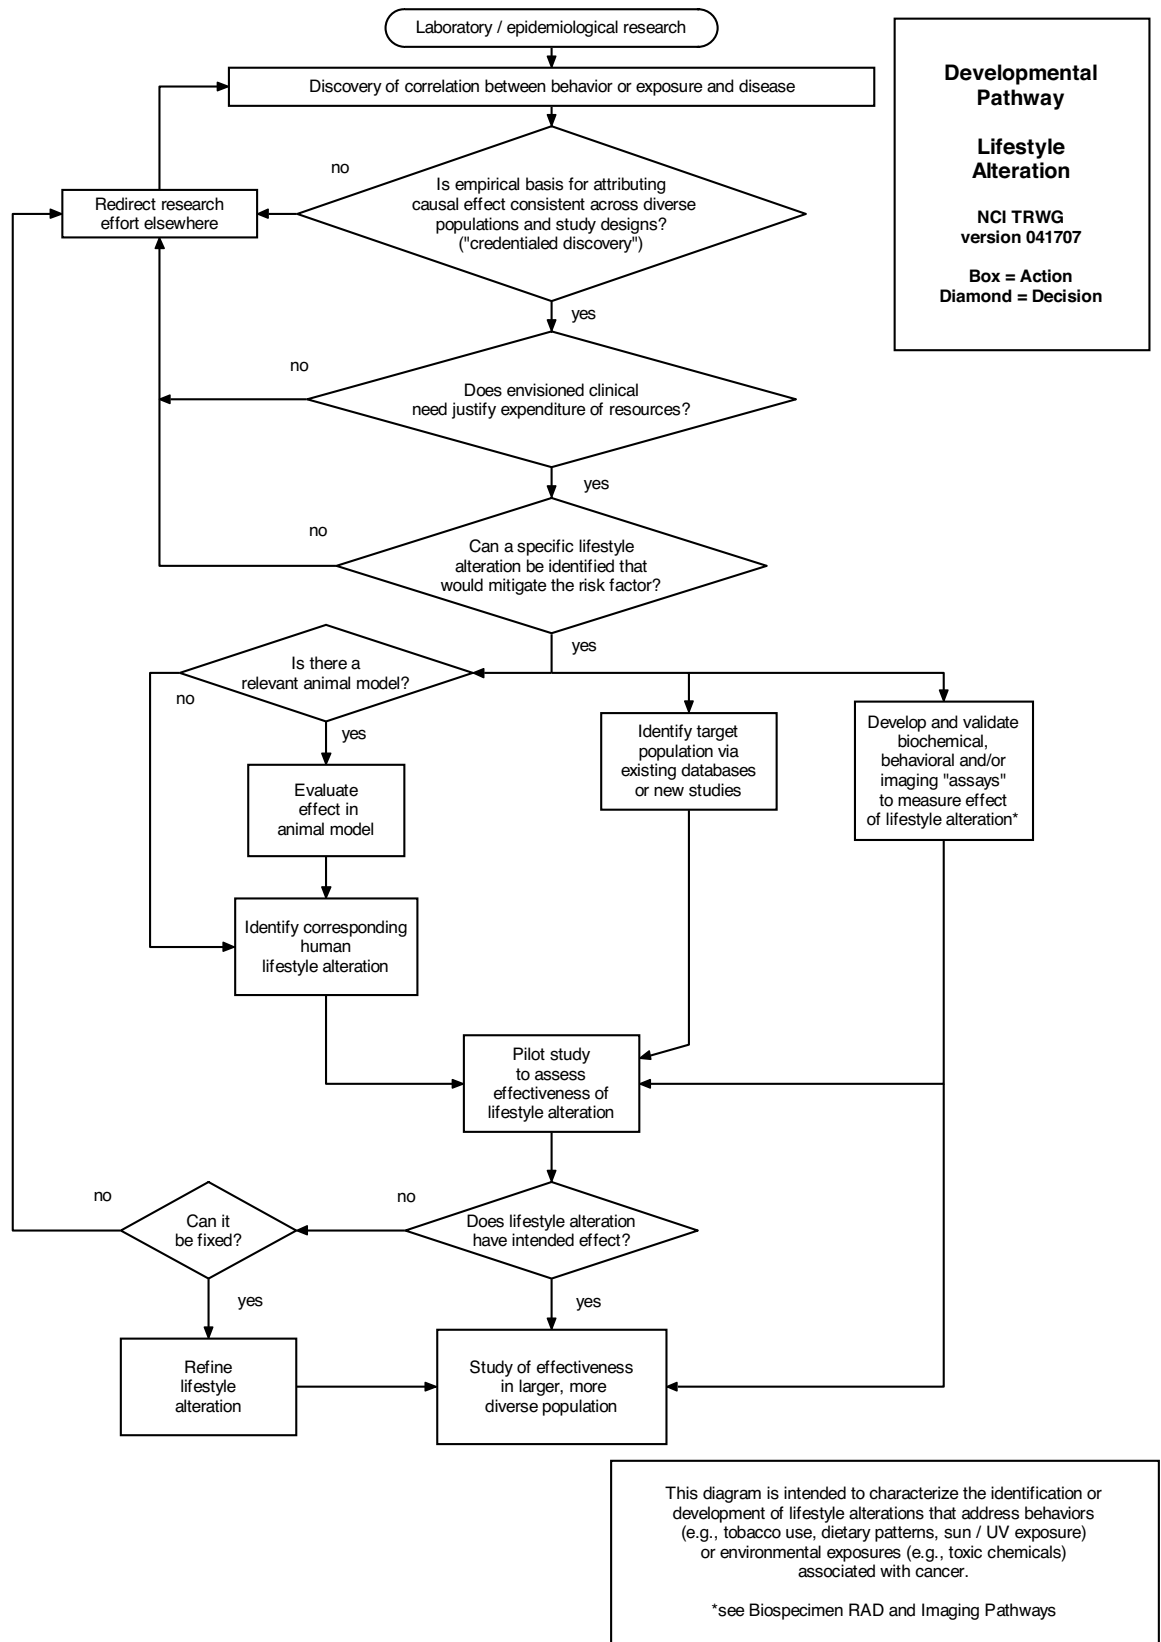 Laboratory / epidemiological research
Discovery of correlation between behavior or exposure and disease
Developmental
Pathway
Lifestyle
Alteration
NCI TRWG
version 041707
Box = Action
Diamond = Decision
no
Is empirical basis for attributing
causal effect consistent across diverse
populations and study designs?
("credentialed discovery")
Redirect research
effort elsewhere
yes
no
Does envisioned clinical
need justify expenditure of resources?
yes
no
Can a specific lifestyle
alteration be identified that
would mitigate the risk factor?
yes
Is there a
relevant animal model?
no
yes
Evaluate
effect in
animal model
Identify target
population via
existing databases
or new studies
Develop and validate
biochemical,
behavioral and/or
imaging "assays"
to measure effect
of lifestyle alteration*
Identify corresponding
human
lifestyle alteration
Pilot study
to assess
effectiveness of
lifestyle alteration
no
Can it
be fixed?
no
Does lifestyle alteration
have intended effect?
yes
yes
Refine
lifestyle
alteration
Study of effectiveness
in larger, more
diverse population
This diagram is intended to characterize the identification or
development of lifestyle alterations that address behaviors
(e.g., tobacco use, dietary patterns, sun / UV exposure)
or environmental exposures (e.g., toxic chemicals)
associated with cancer.
*see Biospecimen RAD and Imaging Pathways